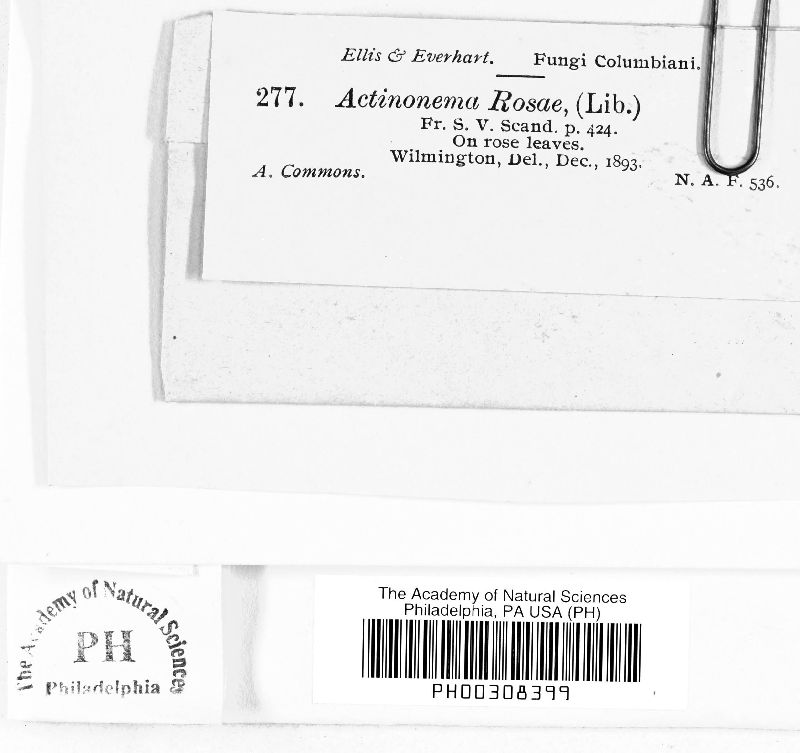 Ellis & Everhart. Fungi Columbiani.
277. Actinonema Rosae, (Lib.)
Fr. S. V. Scand. p. 424.
On rose leaves.
Wilmington, Del., Dec., 1893.
A. Commons.
N. A. F. 536.
The Academy of Natural Sciences
PH
Philadelphia
The Academy of Natural Sciences
Philadelphia, PA USA (PH)
PH00308399